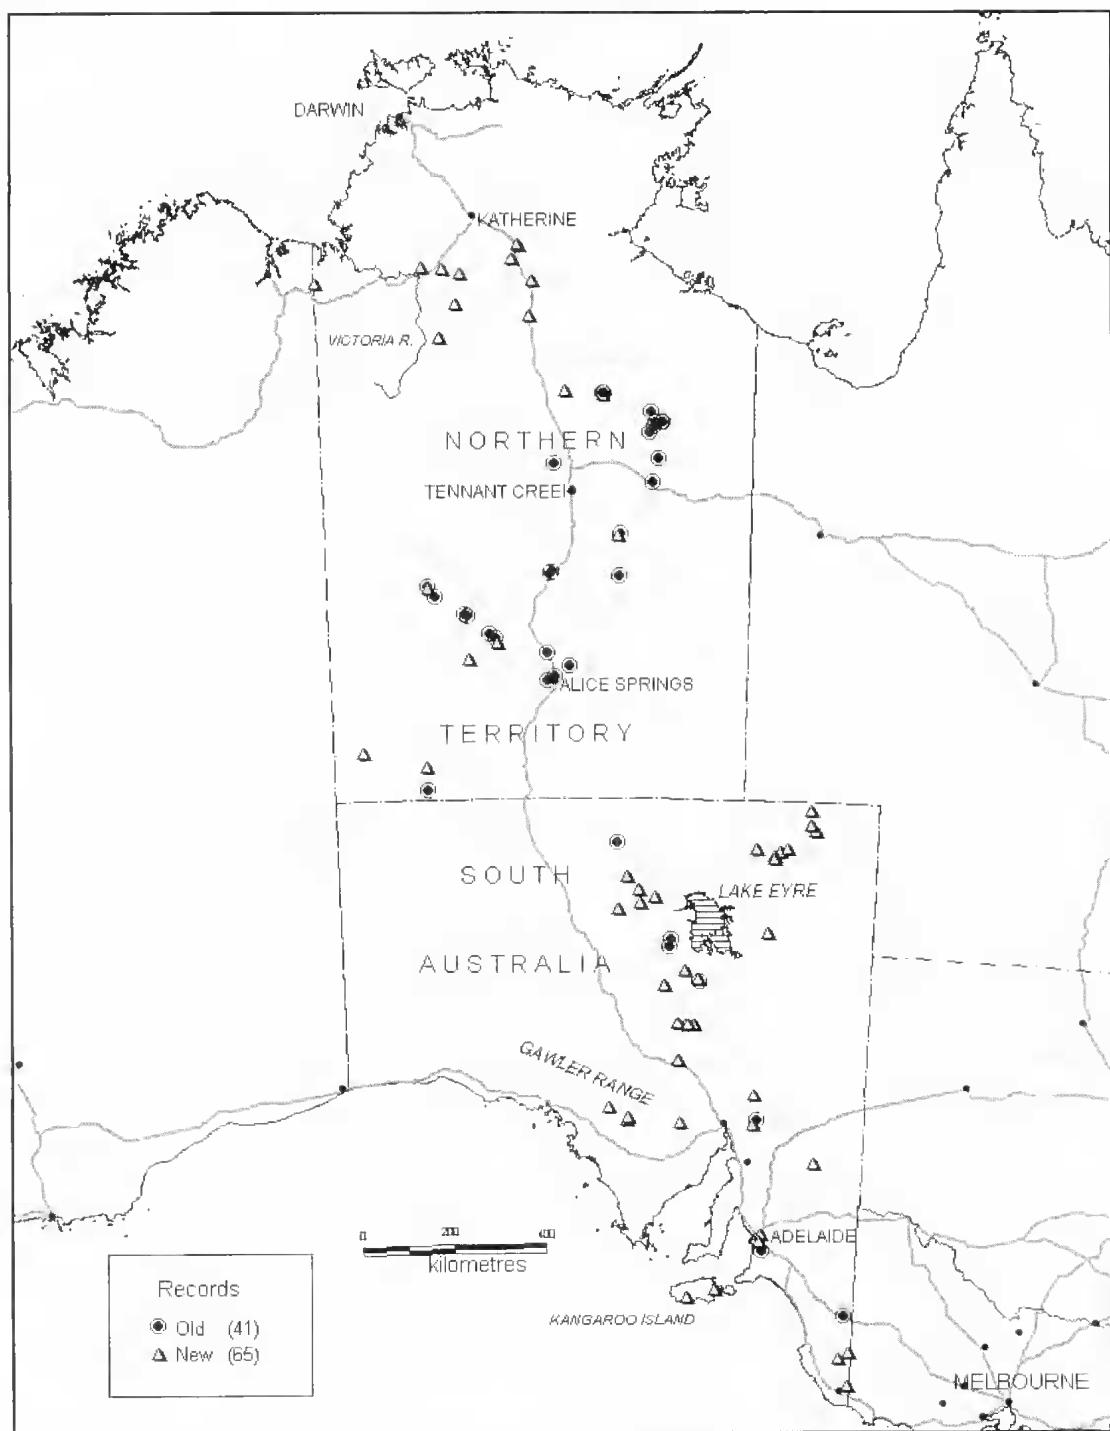 DARWIN
KATHERINE
VICTORIA R.
NORTHERN
TENNANT CREEK
ALICE SPRINGS
TERRITORY
SOUTH
LAKE EYRE
AUSTRALIA
GAWLER RANGE
0 200 400
kilometres
ADELAIDE
KANGAROO ISLAND
MELBOURNE
Records
Old (41)
New (65)